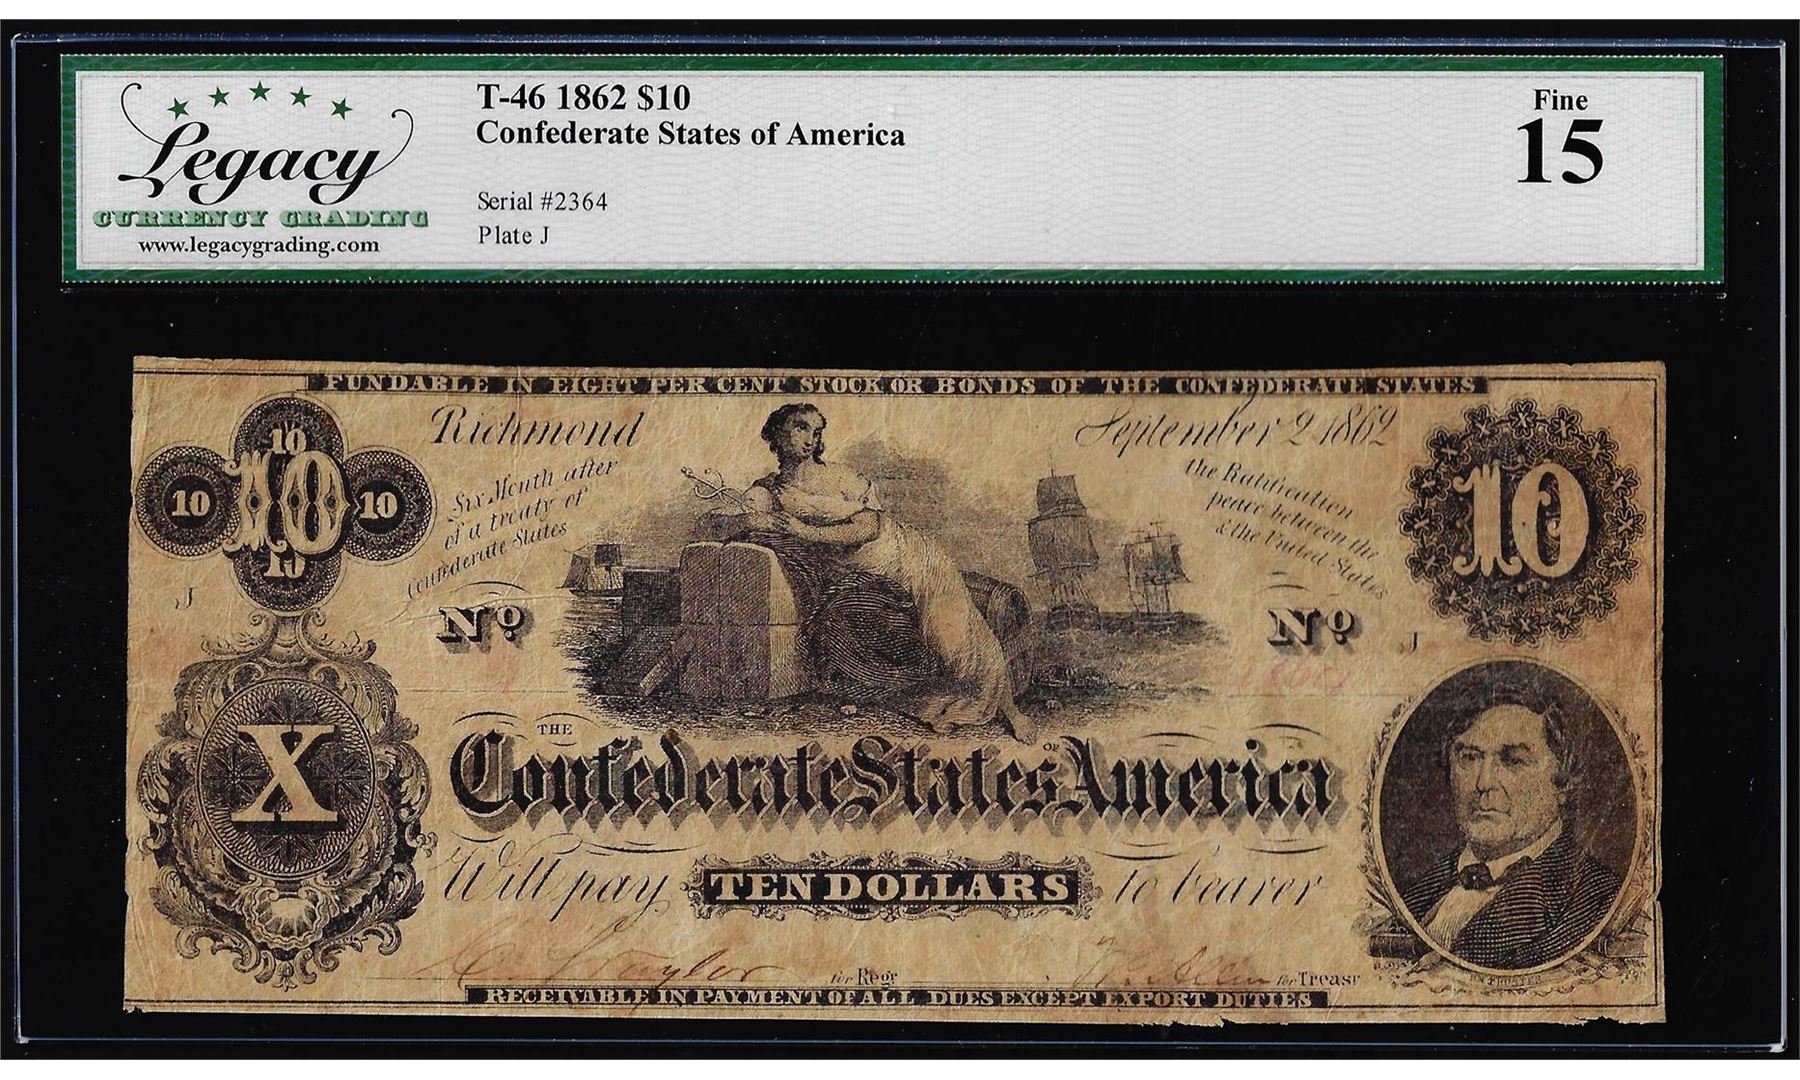 Legacy
CURRENCY GRADING
www.legacygrading.com
T-46 1862 $10
Confederate States of America
Serial #2364
Plate J
Fine
15
FUNDABLE IN EIGHT PER CENT STOCK OR BONDS OF THE CONFEDERATE STATES
Richmond
September 2 1862
10
10
10
10
10
Six Month after
of a treaty of
Confederate States
the Ratification
peace between the
& the United States
10
J
No
No
J
X
THE
Confederate States OF America
Will pay TEN DOLLARS to bearer
Taylor
for Regr
for Treasr
RECEIVABLE IN PAYMENT OF ALL DUES EXCEPT EXPORT DUTIES